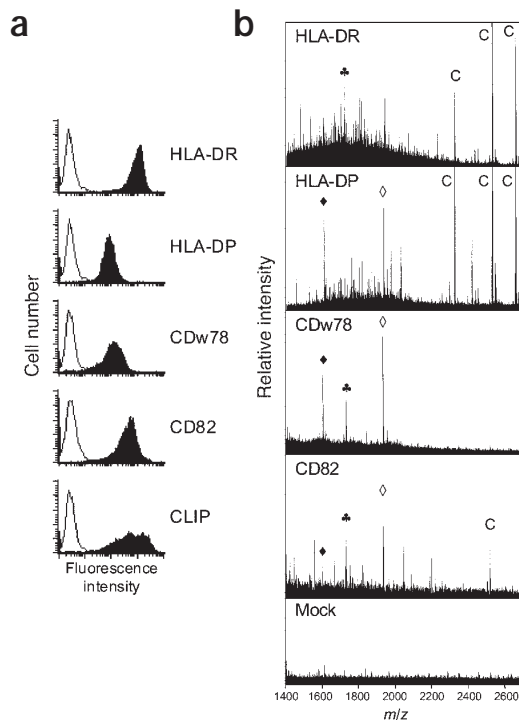 a
HLA-DR
HLA-DP
CDw78
CD82
CLIP
Cell number
Fluorescence
intensity
b
HLA-DR
♣
C
C
C
HLA-DP
♦
◊
C
C
C
CDw78
♦
♣
◊
CD82
♦
♣
◊
C
Mock
Relative intensity
1400 1600 1800 2000 2200 2400 2600
m/z